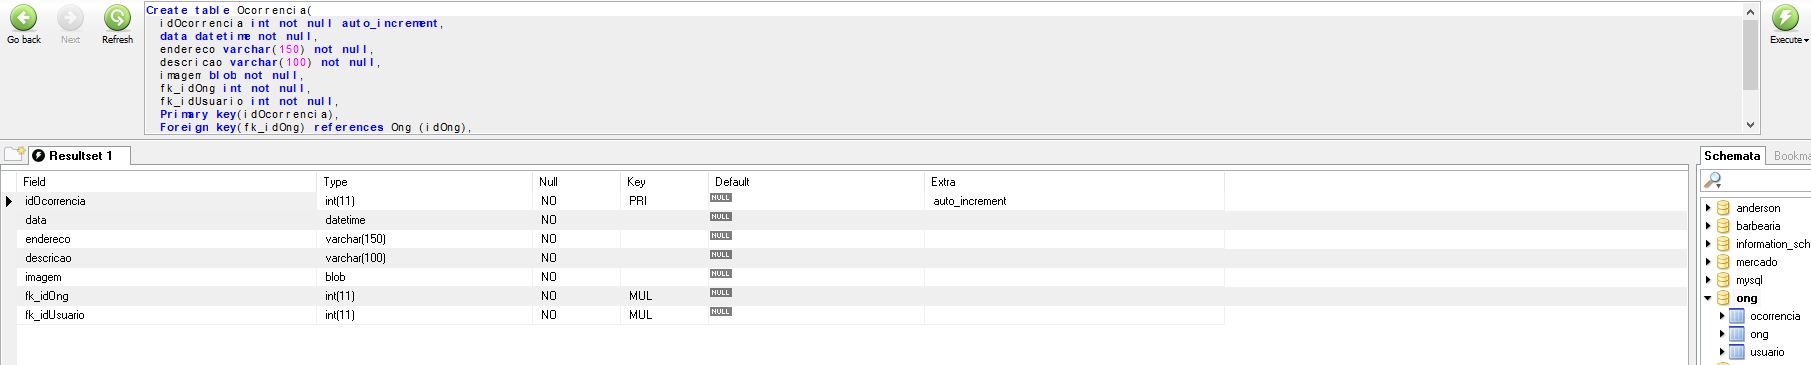 Create table Ocorrencia(
idOcorrencia int not null auto_increment,
data datetime not null,
endereco varchar(150) not null,
descricao varchar(100) not null,
imagem blob not null,
fk_idOng int not null,
fk_idUsuario int not null,
Primary key(idOcorrencia),
Foreign key(fk_idOng) references Ong (idOng),
Go back Next Refresh Execute
Resultset 1
Field Type Null Key Default Extra
idOcorrencia int(11) NO PRI NULL auto_increment
data datetime NO NULL
endereco varchar(150) NO NULL
descricao varchar(100) NO NULL
imagem blob NO NULL
fk_idOng int(11) NO MUL NULL
fk_idUsuario int(11) NO MUL NULL
Schemata Bookma
anderson
barbearia
information_sch
mercado
mysql
ong
ocorrencia
ong
usuario